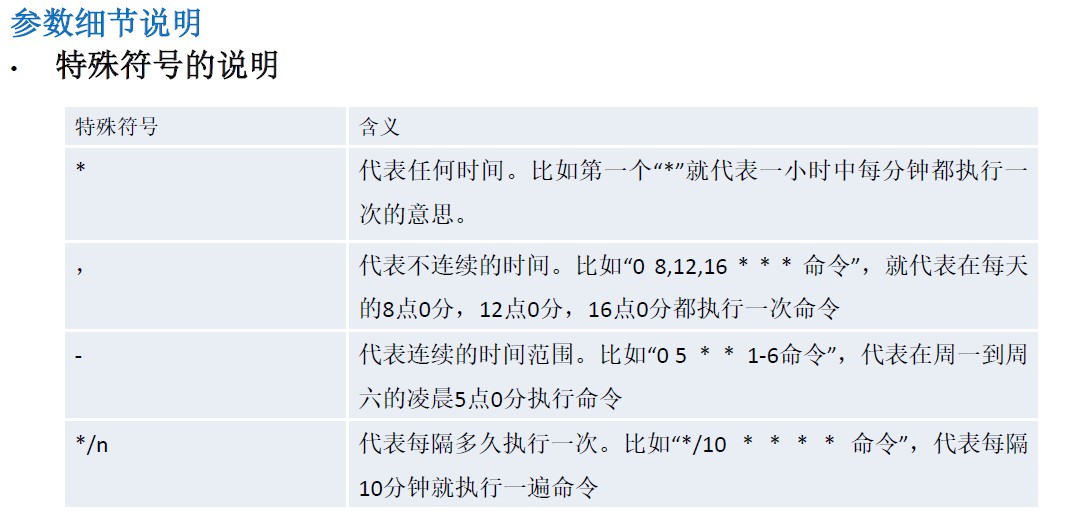 参数细节说明
• 特殊符号的说明
特殊符号 含义
* 代表任何时间。比如第一个“*”就代表一小时中每分钟都执行一
次的意思。
， 代表不连续的时间。比如“0 8,12,16 * * * 命令”，就代表在每天
的8点0分，12点0分，16点0分都执行一次命令
- 代表连续的时间范围。比如“0 5 * * 1-6命令”，代表在周一到周
六的凌晨5点0分执行命令
*/n 代表每隔多久执行一次。比如“*/10 * * * * 命令”，代表每隔
10分钟就执行一遍命令